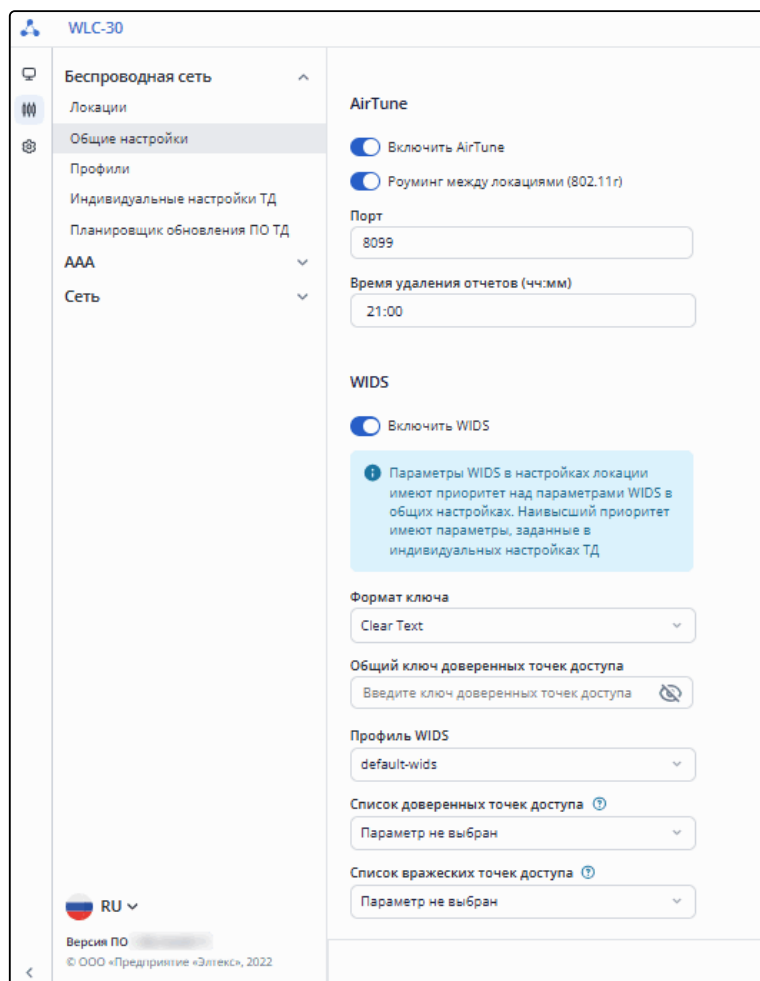 WLC-30
Беспроводная сеть
Локации
Общие настройки
Профили
Индивидуальные настройки ТД
Планировщик обновления ПО ТД
AAA
Сеть
AirTune
Включить AirTune
Роуминг между локациями (802.11r)
Порт
8099
Время удаления отчетов (чч:мм)
21:00
WIDS
Включить WIDS
Параметры WIDS в настройках локации
имеют приоритет над параметрами WIDS в
общих настройках. Наивысший приоритет
имеют параметры, заданные в
индивидуальных настройках ТД
Формат ключа
Clear Text
Общий ключ доверенных точек доступа
Введите ключ доверенных точек доступа
Профиль WIDS
default-wids
Список доверенных точек доступа
Параметр не выбран
Список вражеских точек доступа
Параметр не выбран
RU
Версия ПО
© ООО «Предприятие «Элтекс», 2022